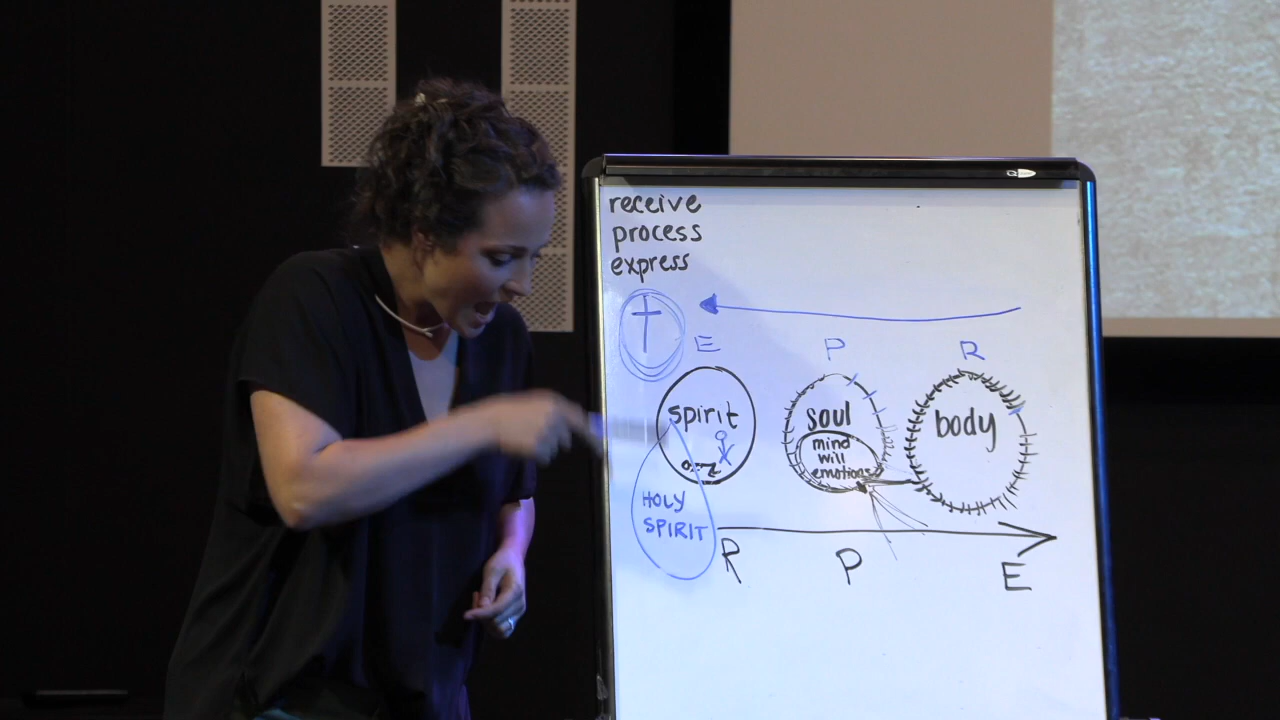 receive
process
express
E P R
spirit
soul
mind
will
emotions
body
HOLY
SPIRIT
R P E